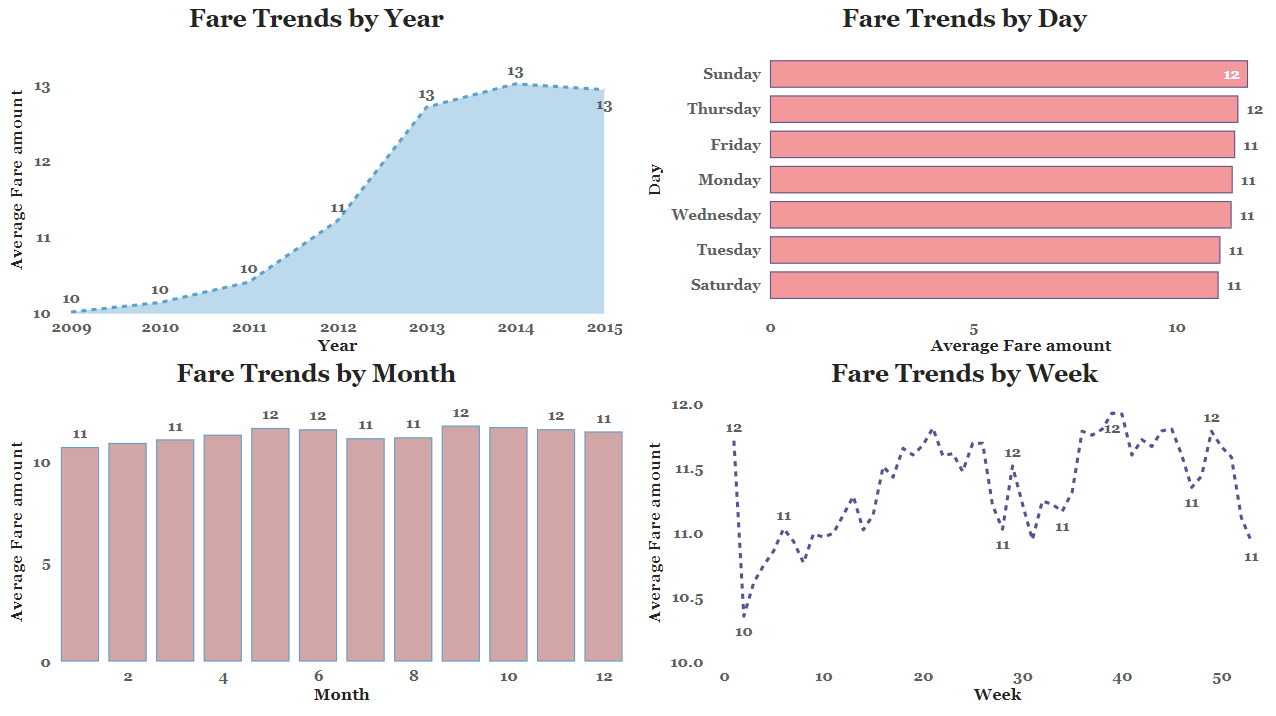 Fare Trends by Year
Average Fare amount
13
12
11
10
10
10
10
11
13
13
13
2009 2010 2011 2012 2013 2014 2015
Year
Fare Trends by Day
Day
Sunday 12
Thursday 12
Friday 11
Monday 11
Wednesday 11
Tuesday 11
Saturday 11
0 5 10
Average Fare amount
Fare Trends by Month
Average Fare amount
10
5
0
11 11 12 12 11 11 12 12 11
2 4 6 8 10 12
Month
Fare Trends by Week
Average Fare amount
12.0
11.5
11.0
10.5
10.0
12
10
11
11
12
11
12
11
12
11
0 10 20 30 40 50
Week